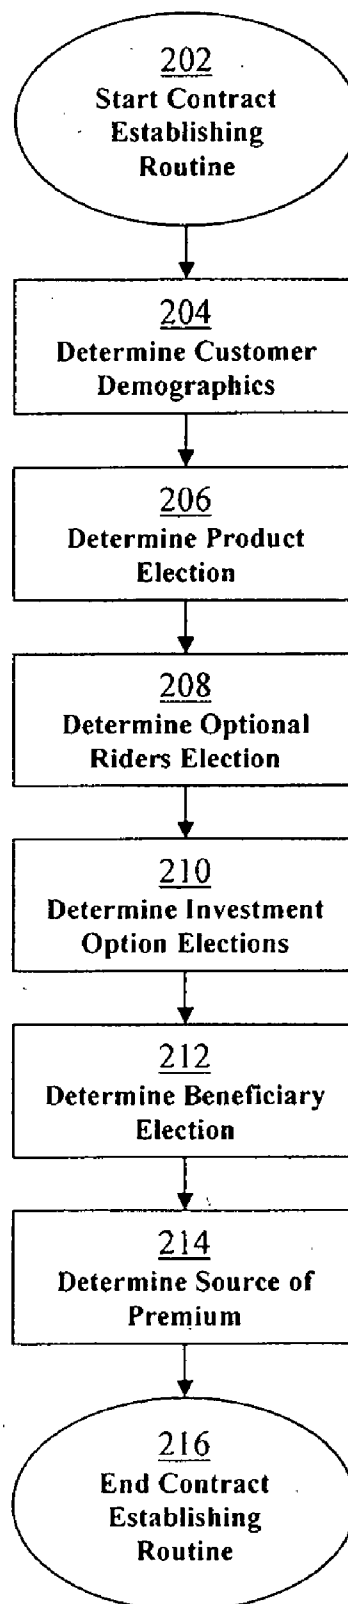 202
Start Contract
Establishing
Routine
204
Determine Customer
Demographics
206
Determine Product
Election
208
Determine Optional
Riders Election
210
Determine Investment
Option Elections
212
Determine Beneficiary
Election
214
Determine Source of
Premium
216
End Contract
Establishing
Routine